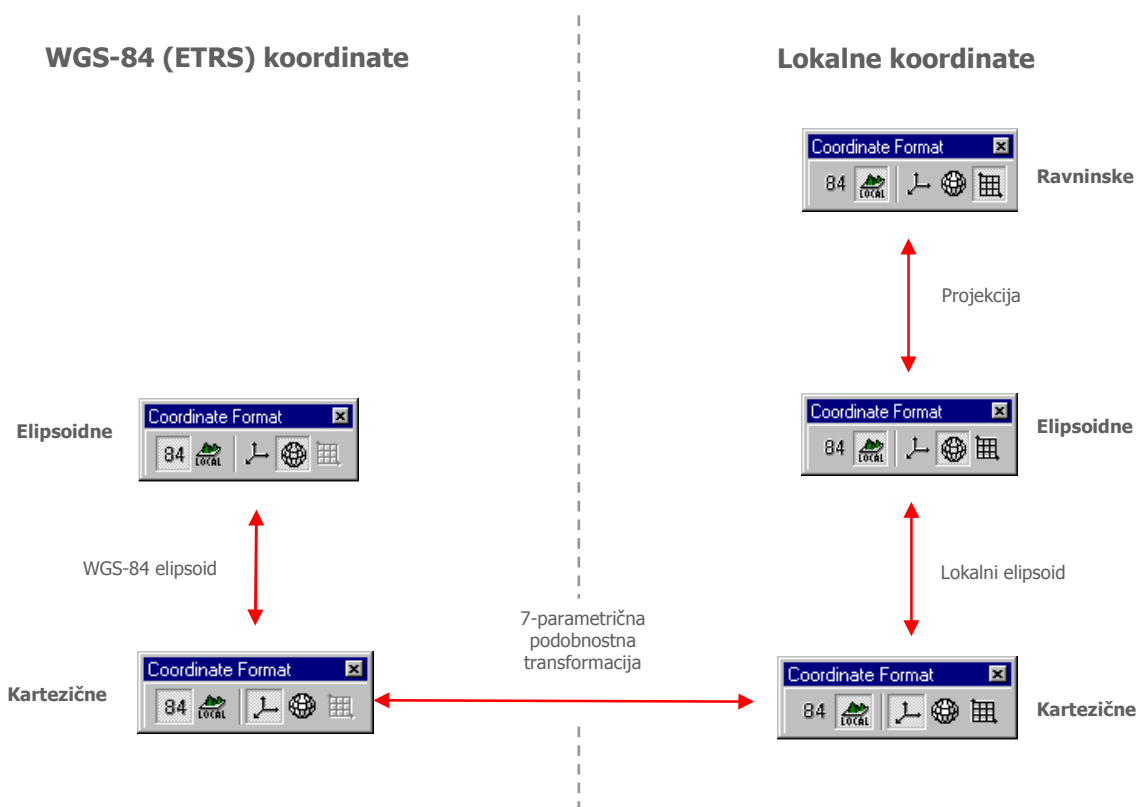 WGS-84 (ETRS) koordinate
Lokalne koordinate
Coordinate Format
84 LOCAL
Ravninske
Projekcija
Elipsoidne
Coordinate Format
84 LOCAL
Coordinate Format
84 LOCAL
Elipsoidne
WGS-84 elipsoid
Lokalni elipsoid
7-parametrična
podobnostna
transformacija
Kartezične
Coordinate Format
84 LOCAL
Coordinate Format
84 LOCAL
Kartezične